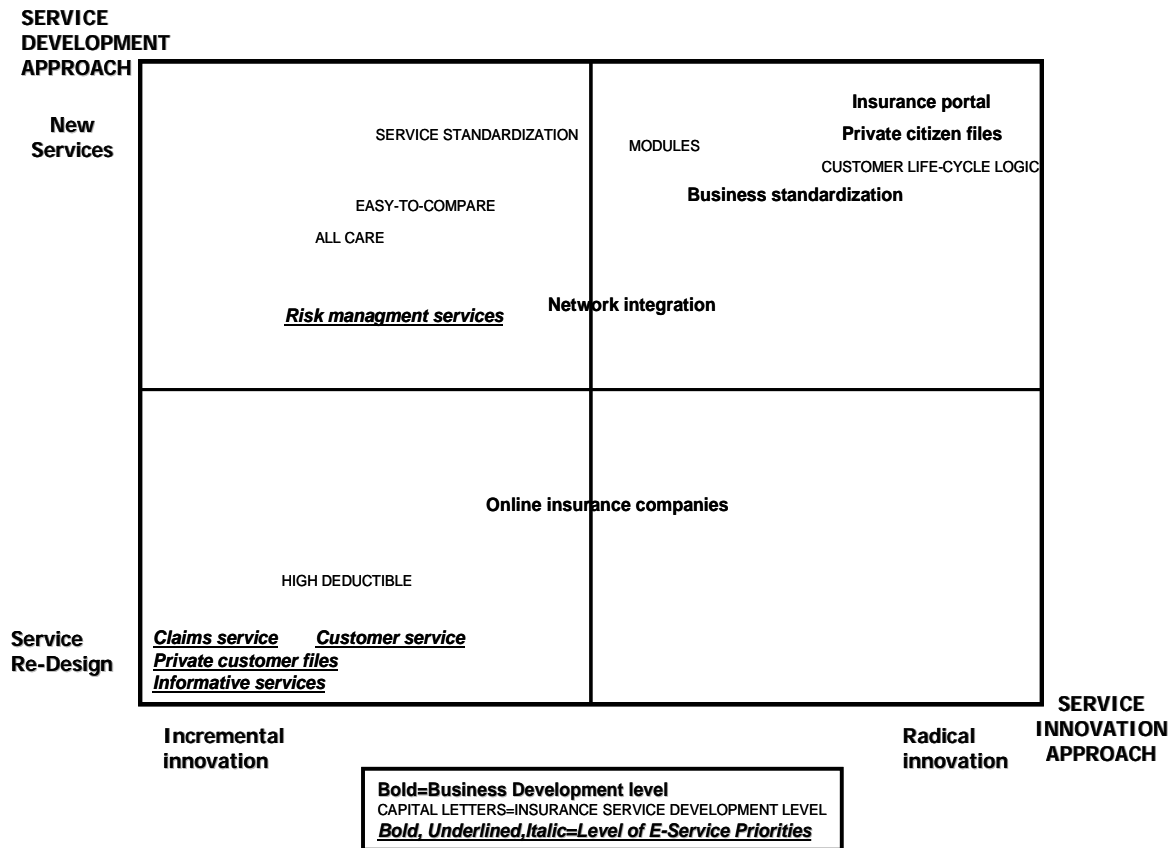 SERVICE
DEVELOPMENT
APPROACH
New
Services
Insurance portal
SERVICE STANDARDIZATION
Private citizen files
MODULES
CUSTOMER LIFE-CYCLE LOGIC
Business standardization
EASY-TO-COMPARE
ALL CARE
Network integration
Risk managment services
Online insurance companies
HIGH DEDUCTIBLE
Service
Re-Design
Claims service Customer service
Private customer files
Informative services
Incremental
innovation
Radical
innovation
SERVICE
INNOVATION
APPROACH
Bold=Business Development level
CAPITAL LETTERS=INSURANCE SERVICE DEVELOPMENT LEVEL
Bold, Underlined,Italic=Level of E-Service Priorities